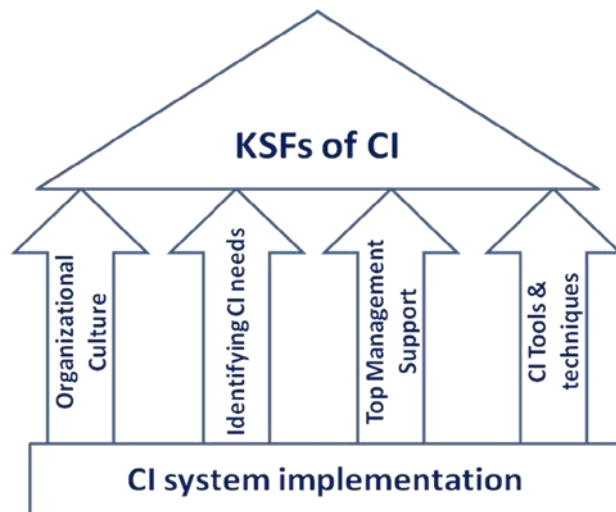 KSFs of CI
Organizational
Culture
Identifying CI needs
Top Management
Support
CI Tools &
techniques
CI system implementation